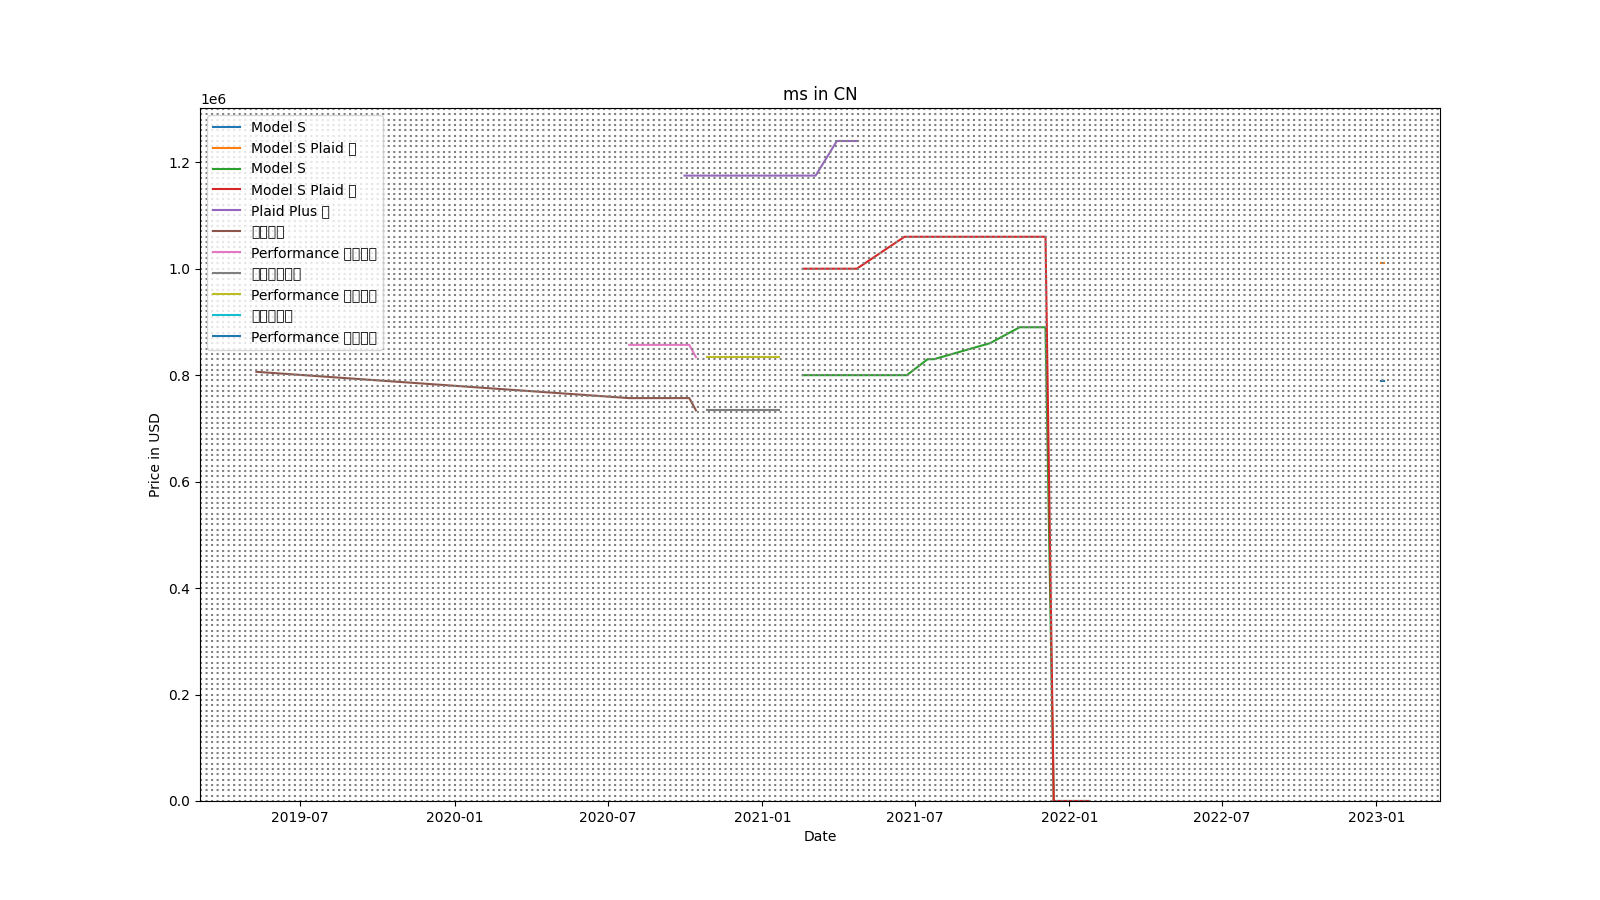 ms in CN
1e6
Model S
Model S Plaid
Model S
Model S Plaid
Plaid Plus
Performance
Performance
Performance
1.2
1.0
0.8
0.6
0.4
0.2
0.0
Price in USD
2019-07
2020-01
2020-07
2021-01
2021-07
2022-01
2022-07
2023-01
Date